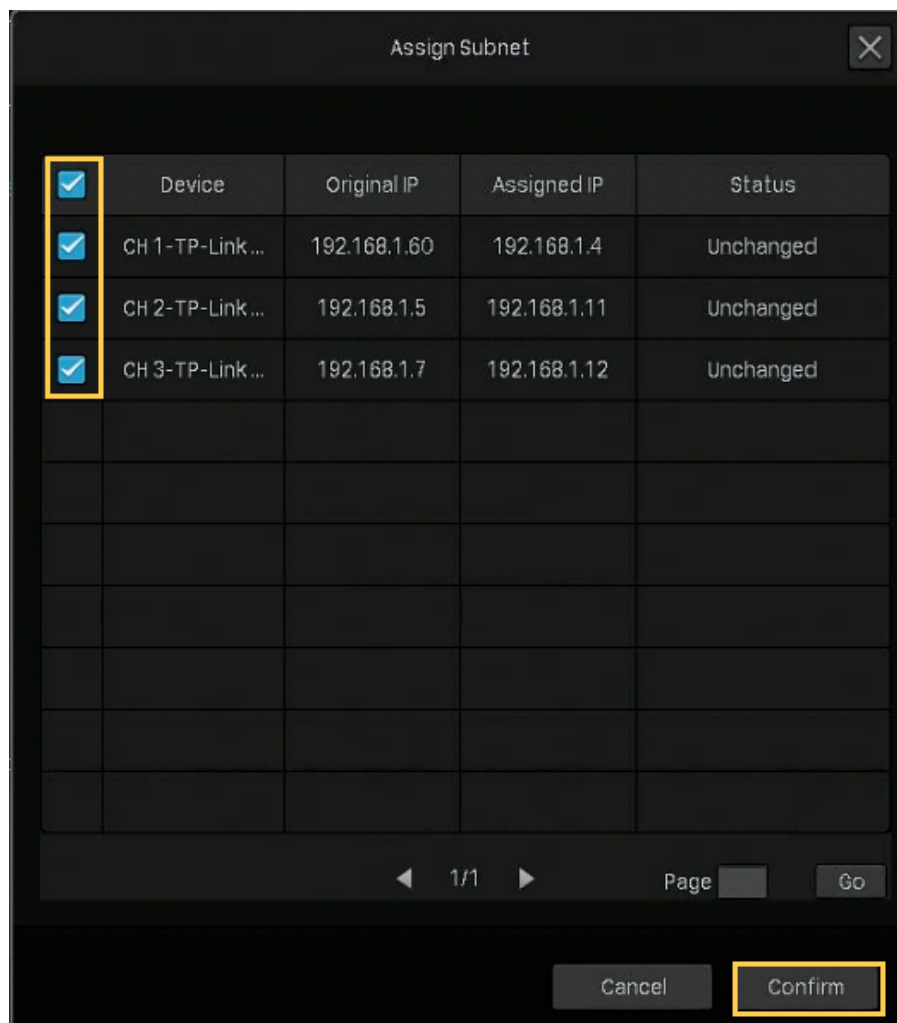 Assign Subnet
Device Original IP Assigned IP Status
CH 1-TP-Link ... 192.168.1.60 192.168.1.4 Unchanged
CH 2-TP-Link ... 192.168.1.5 192.168.1.11 Unchanged
CH 3-TP-Link ... 192.168.1.7 192.168.1.12 Unchanged
1/1 Page Go
Cancel Confirm